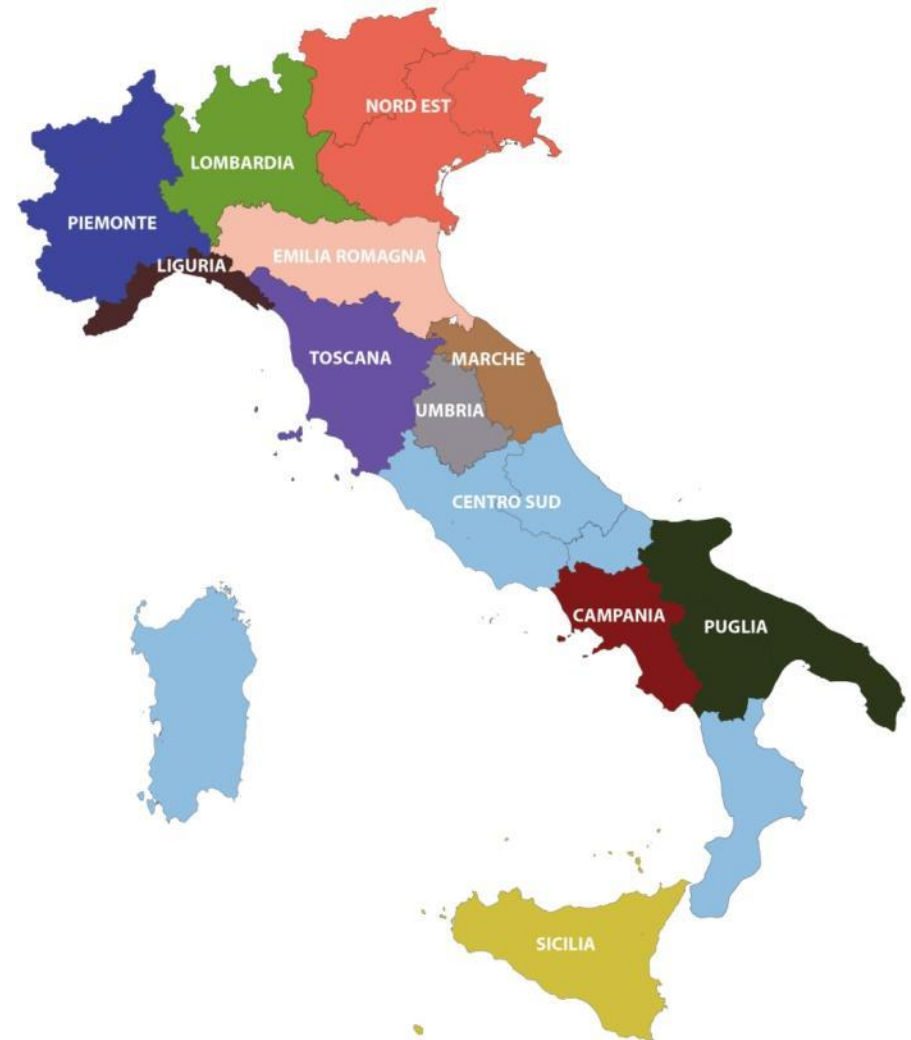 NORD EST
LOMBARDIA
PIEMONTE
EMILIA ROMAGNA
LIGURIA
TOSCANA
MARCHE
UMBRIA
CENTRO SUD
CAMPANIA
PUGLIA
SICILIA